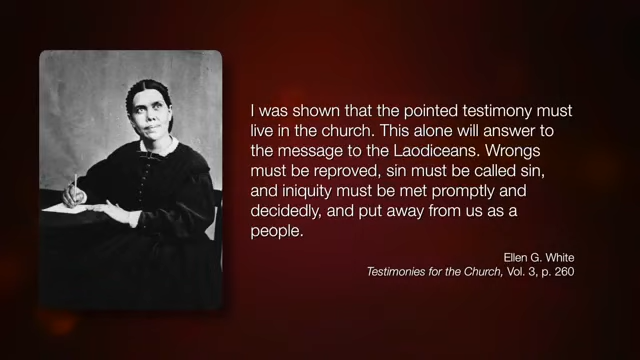 I was shown that the pointed testimony must
live in the church. This alone will answer to
the message to the Laodiceans. Wrongs
must be reproved, sin must be called sin,
and iniquity must be met promptly and
decidedly, and put away from us as a
people.
Ellen G. White
Testimonies for the Church, Vol. 3, p. 260